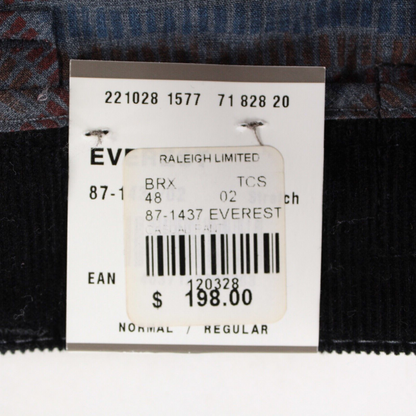 221028 1577 71 828 20
EVE
RALEIGH LIMITED
BRX TCS
48 02
87-1 ch
87-1437 EVEREST
EAN
120328
$ 198.00
NORMAL / REGULAR